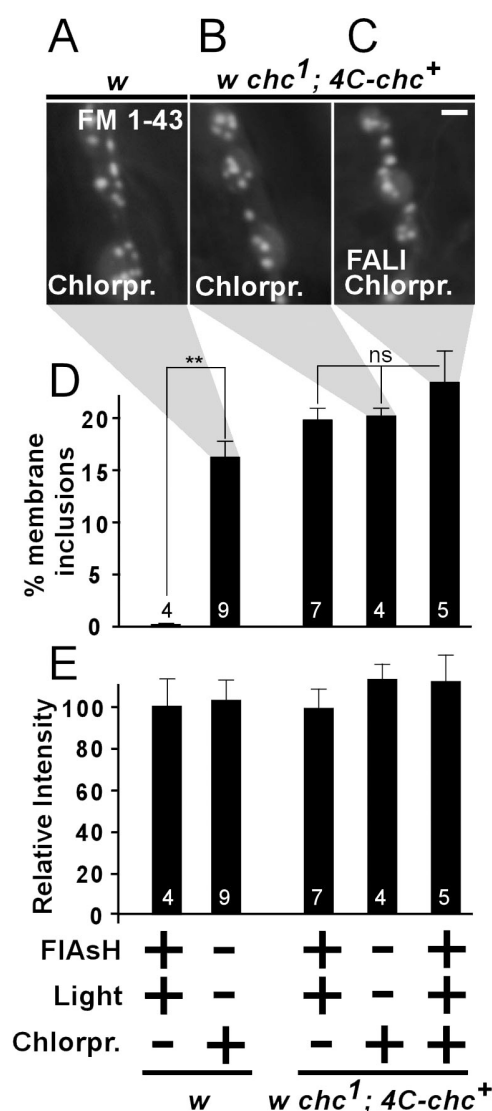 A B C
w w chc1; 4C-chc+
FM 1-43
Chlorpr. Chlorpr. FALI
Chlorpr.
D
** ns
% membrane
inclusions
20
15
10
5
0
4 9 7 4 5
E
Relative Intensity
100
80
60
40
20
0
4 9 7 4 5
FlAsH + - + - +
Light + - + - +
Chlorpr. - + - + +
w w chc1; 4C-chc+